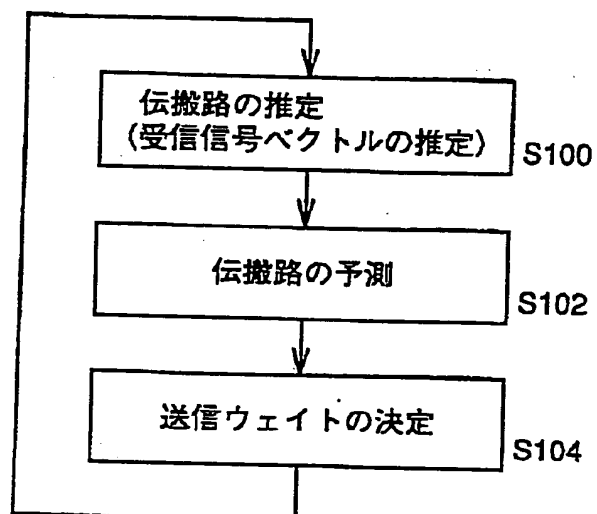 伝搬路の推定
(受信信号ベクトルの推定)
S100
伝搬路の予測
S102
送信ウェイトの決定
S104